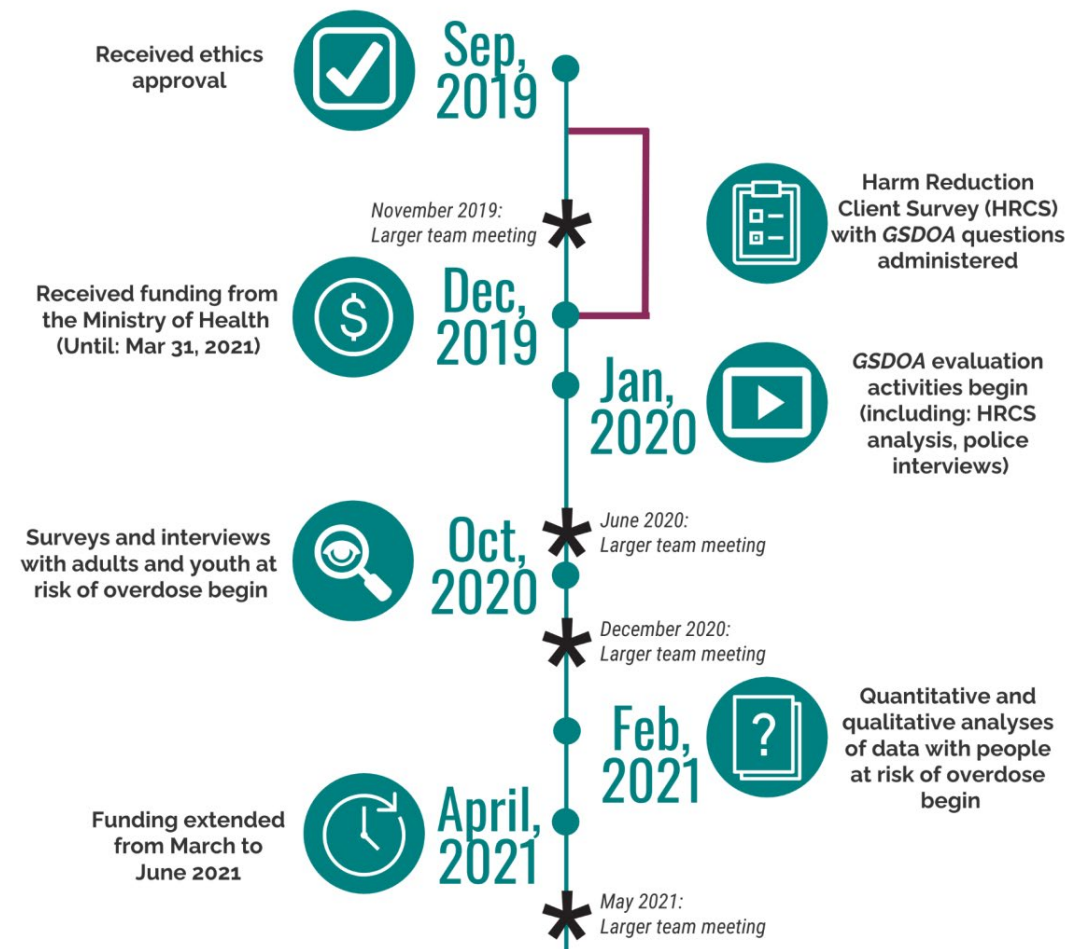 Received ethics
approval
Sep,
2019
Harm Reduction
Client Survey (HRCS)
with GSDOA questions
administered
November 2019:
Larger team meeting
Received funding from
the Ministry of Health
(Until: Mar 31, 2021)
$
Dec,
2019
Jan,
2020
GSDOA evaluation
activities begin
(including: HRCS
analysis, police
interviews)
June 2020:
Larger team meeting
Surveys and interviews
with adults and youth at
risk of overdose begin
Oct,
2020
December 2020:
Larger team meeting
Feb,
2021
?
Quantitative and
qualitative analyses
of data with people
at risk of overdose
begin
Funding extended
from March to
June 2021
April,
2021
May 2021:
Larger team meeting